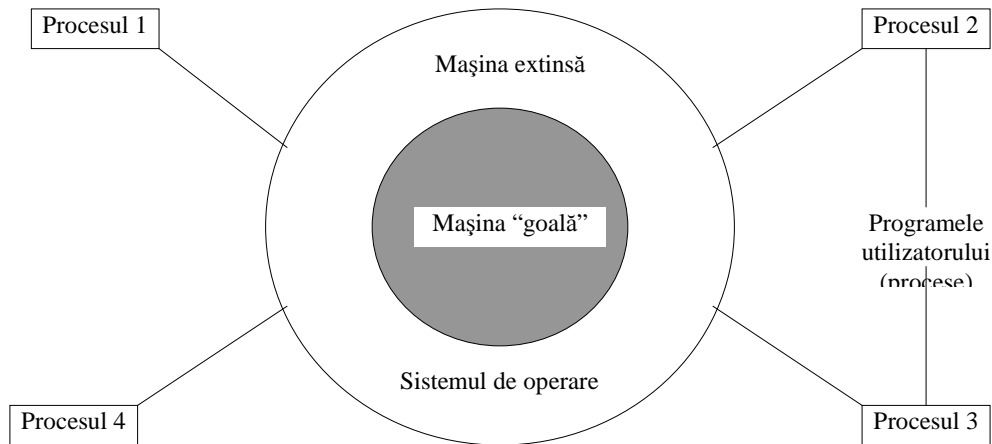 Procesul 1
Procesul 2
Maşina extinsă
Maşina “goală”
Programele
utilizatorului
(procese)
Sistemul de operare
Procesul 4
Procesul 3